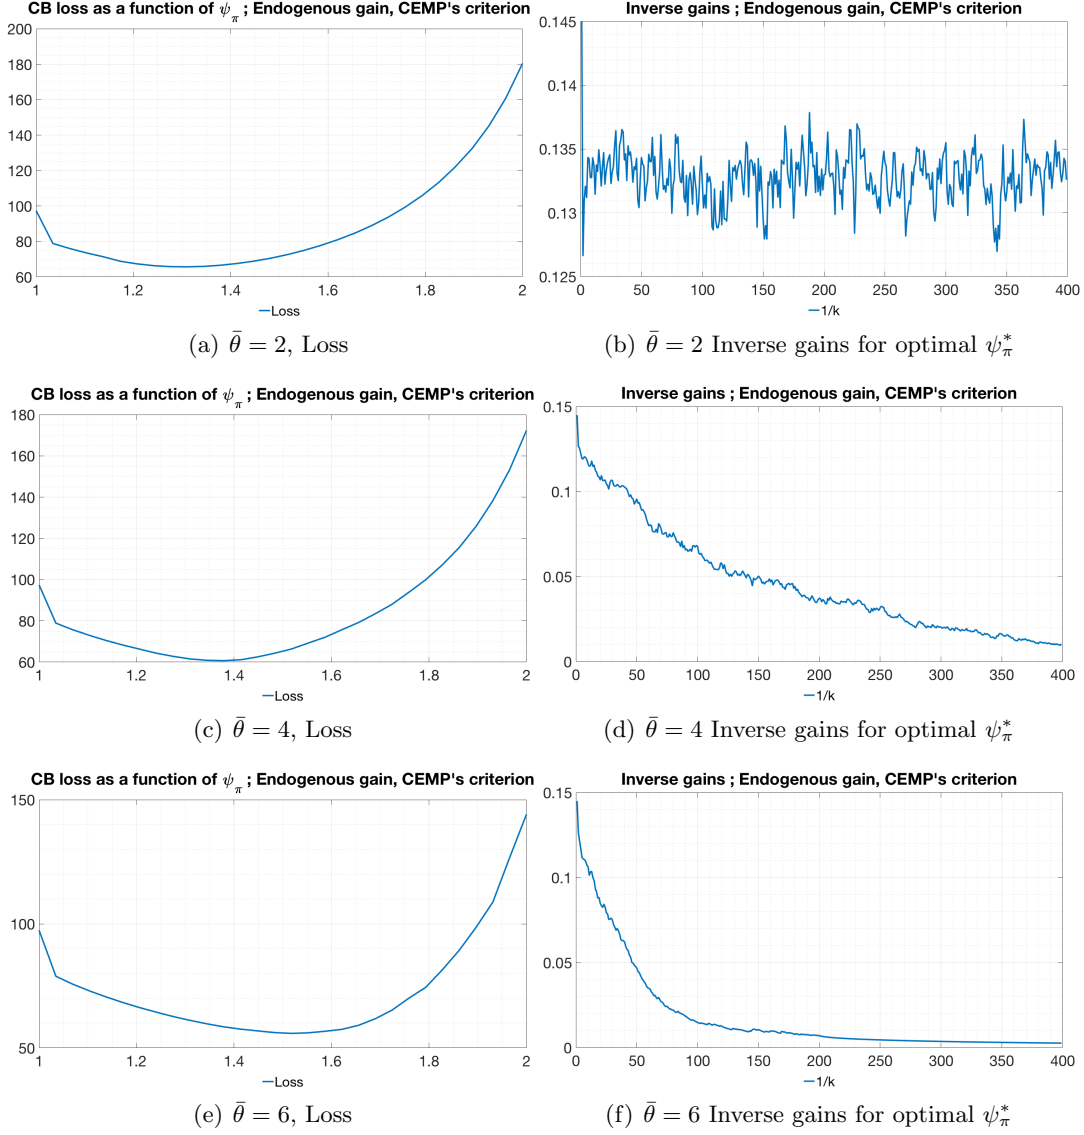 CB loss as a function of ψ_π ; Endogenous gain, CEMP's criterion
200
180
160
140
120
100
80
60
1 1.2 1.4 1.6 1.8 2
Loss
(a) θ̄ = 2, Loss
Inverse gains ; Endogenous gain, CEMP's criterion
0.145
0.14
0.135
0.13
0.125
0 50 100 150 200 250 300 350 400
1/k
(b) θ̄ = 2 Inverse gains for optimal ψ*_π
CB loss as a function of ψ_π ; Endogenous gain, CEMP's criterion
180
160
140
120
100
80
60
1 1.2 1.4 1.6 1.8 2
Loss
(c) θ̄ = 4, Loss
Inverse gains ; Endogenous gain, CEMP's criterion
0.15
0.1
0.05
0
0 50 100 150 200 250 300 350 400
1/k
(d) θ̄ = 4 Inverse gains for optimal ψ*_π
CB loss as a function of ψ_π ; Endogenous gain, CEMP's criterion
150
100
50
1 1.2 1.4 1.6 1.8 2
Loss
(e) θ̄ = 6, Loss
Inverse gains ; Endogenous gain, CEMP's criterion
0.15
0.1
0.05
0
0 50 100 150 200 250 300 350 400
1/k
(f) θ̄ = 6 Inverse gains for optimal ψ*_π